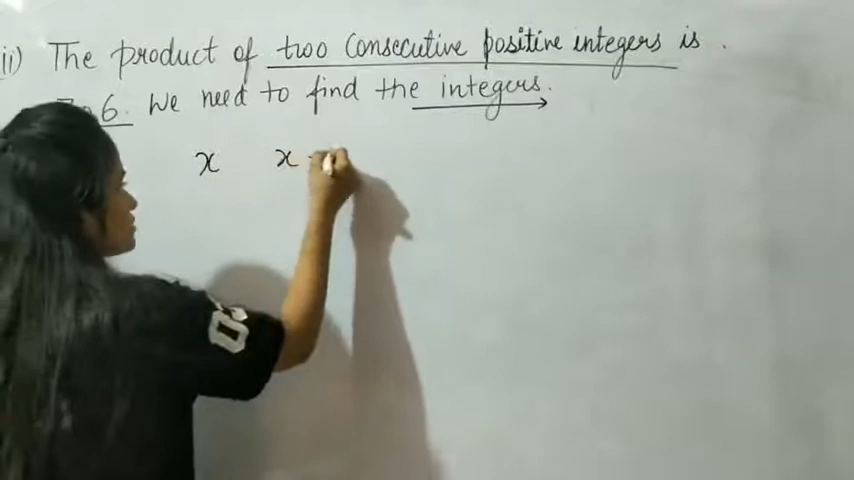 ii) The product of two consecutive positive integers is .
6. We need to find the integers.
x x